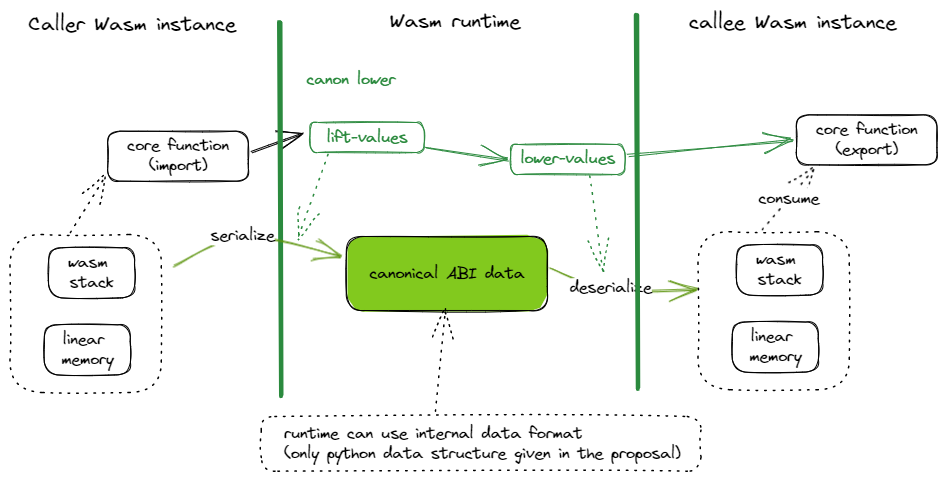 Caller Wasm instance
Wasm runtime
callee Wasm instance
canon lower
core function
(import)
lift-values
lower-values
core function
(export)
serialize
canonical ABI data
deserialize
consume
wasm
stack
linear
memory
wasm
stack
linear
memory
runtime can use internal data format
(only python data structure given in the proposal)